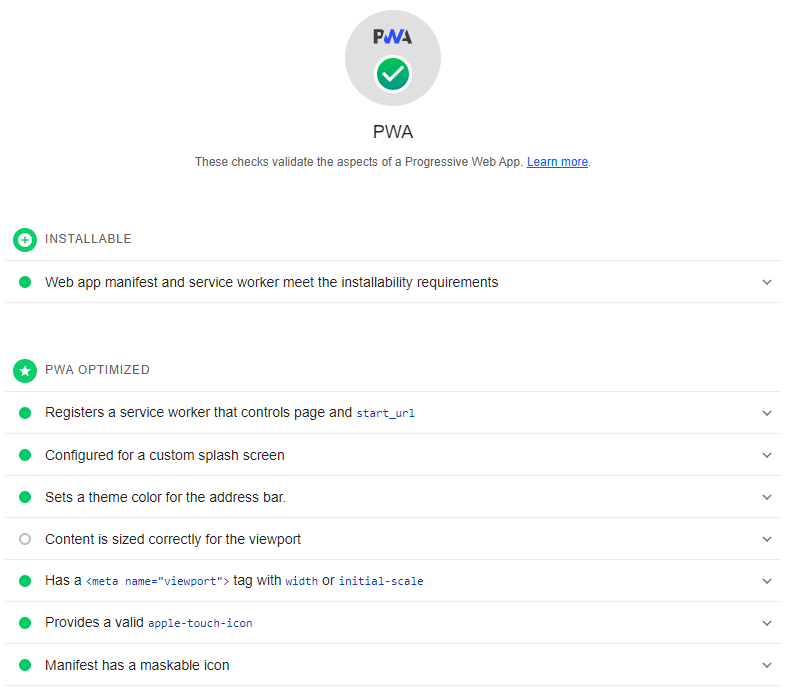 PWA
PWA
These checks validate the aspects of a Progressive Web App. Learn more.
INSTALLABLE
Web app manifest and service worker meet the installability requirements
PWA OPTIMIZED
Registers a service worker that controls page and start_url
Configured for a custom splash screen
Sets a theme color for the address bar.
Content is sized correctly for the viewport
Has a <meta name="viewport"> tag with width or initial-scale
Provides a valid apple-touch-icon
Manifest has a maskable icon